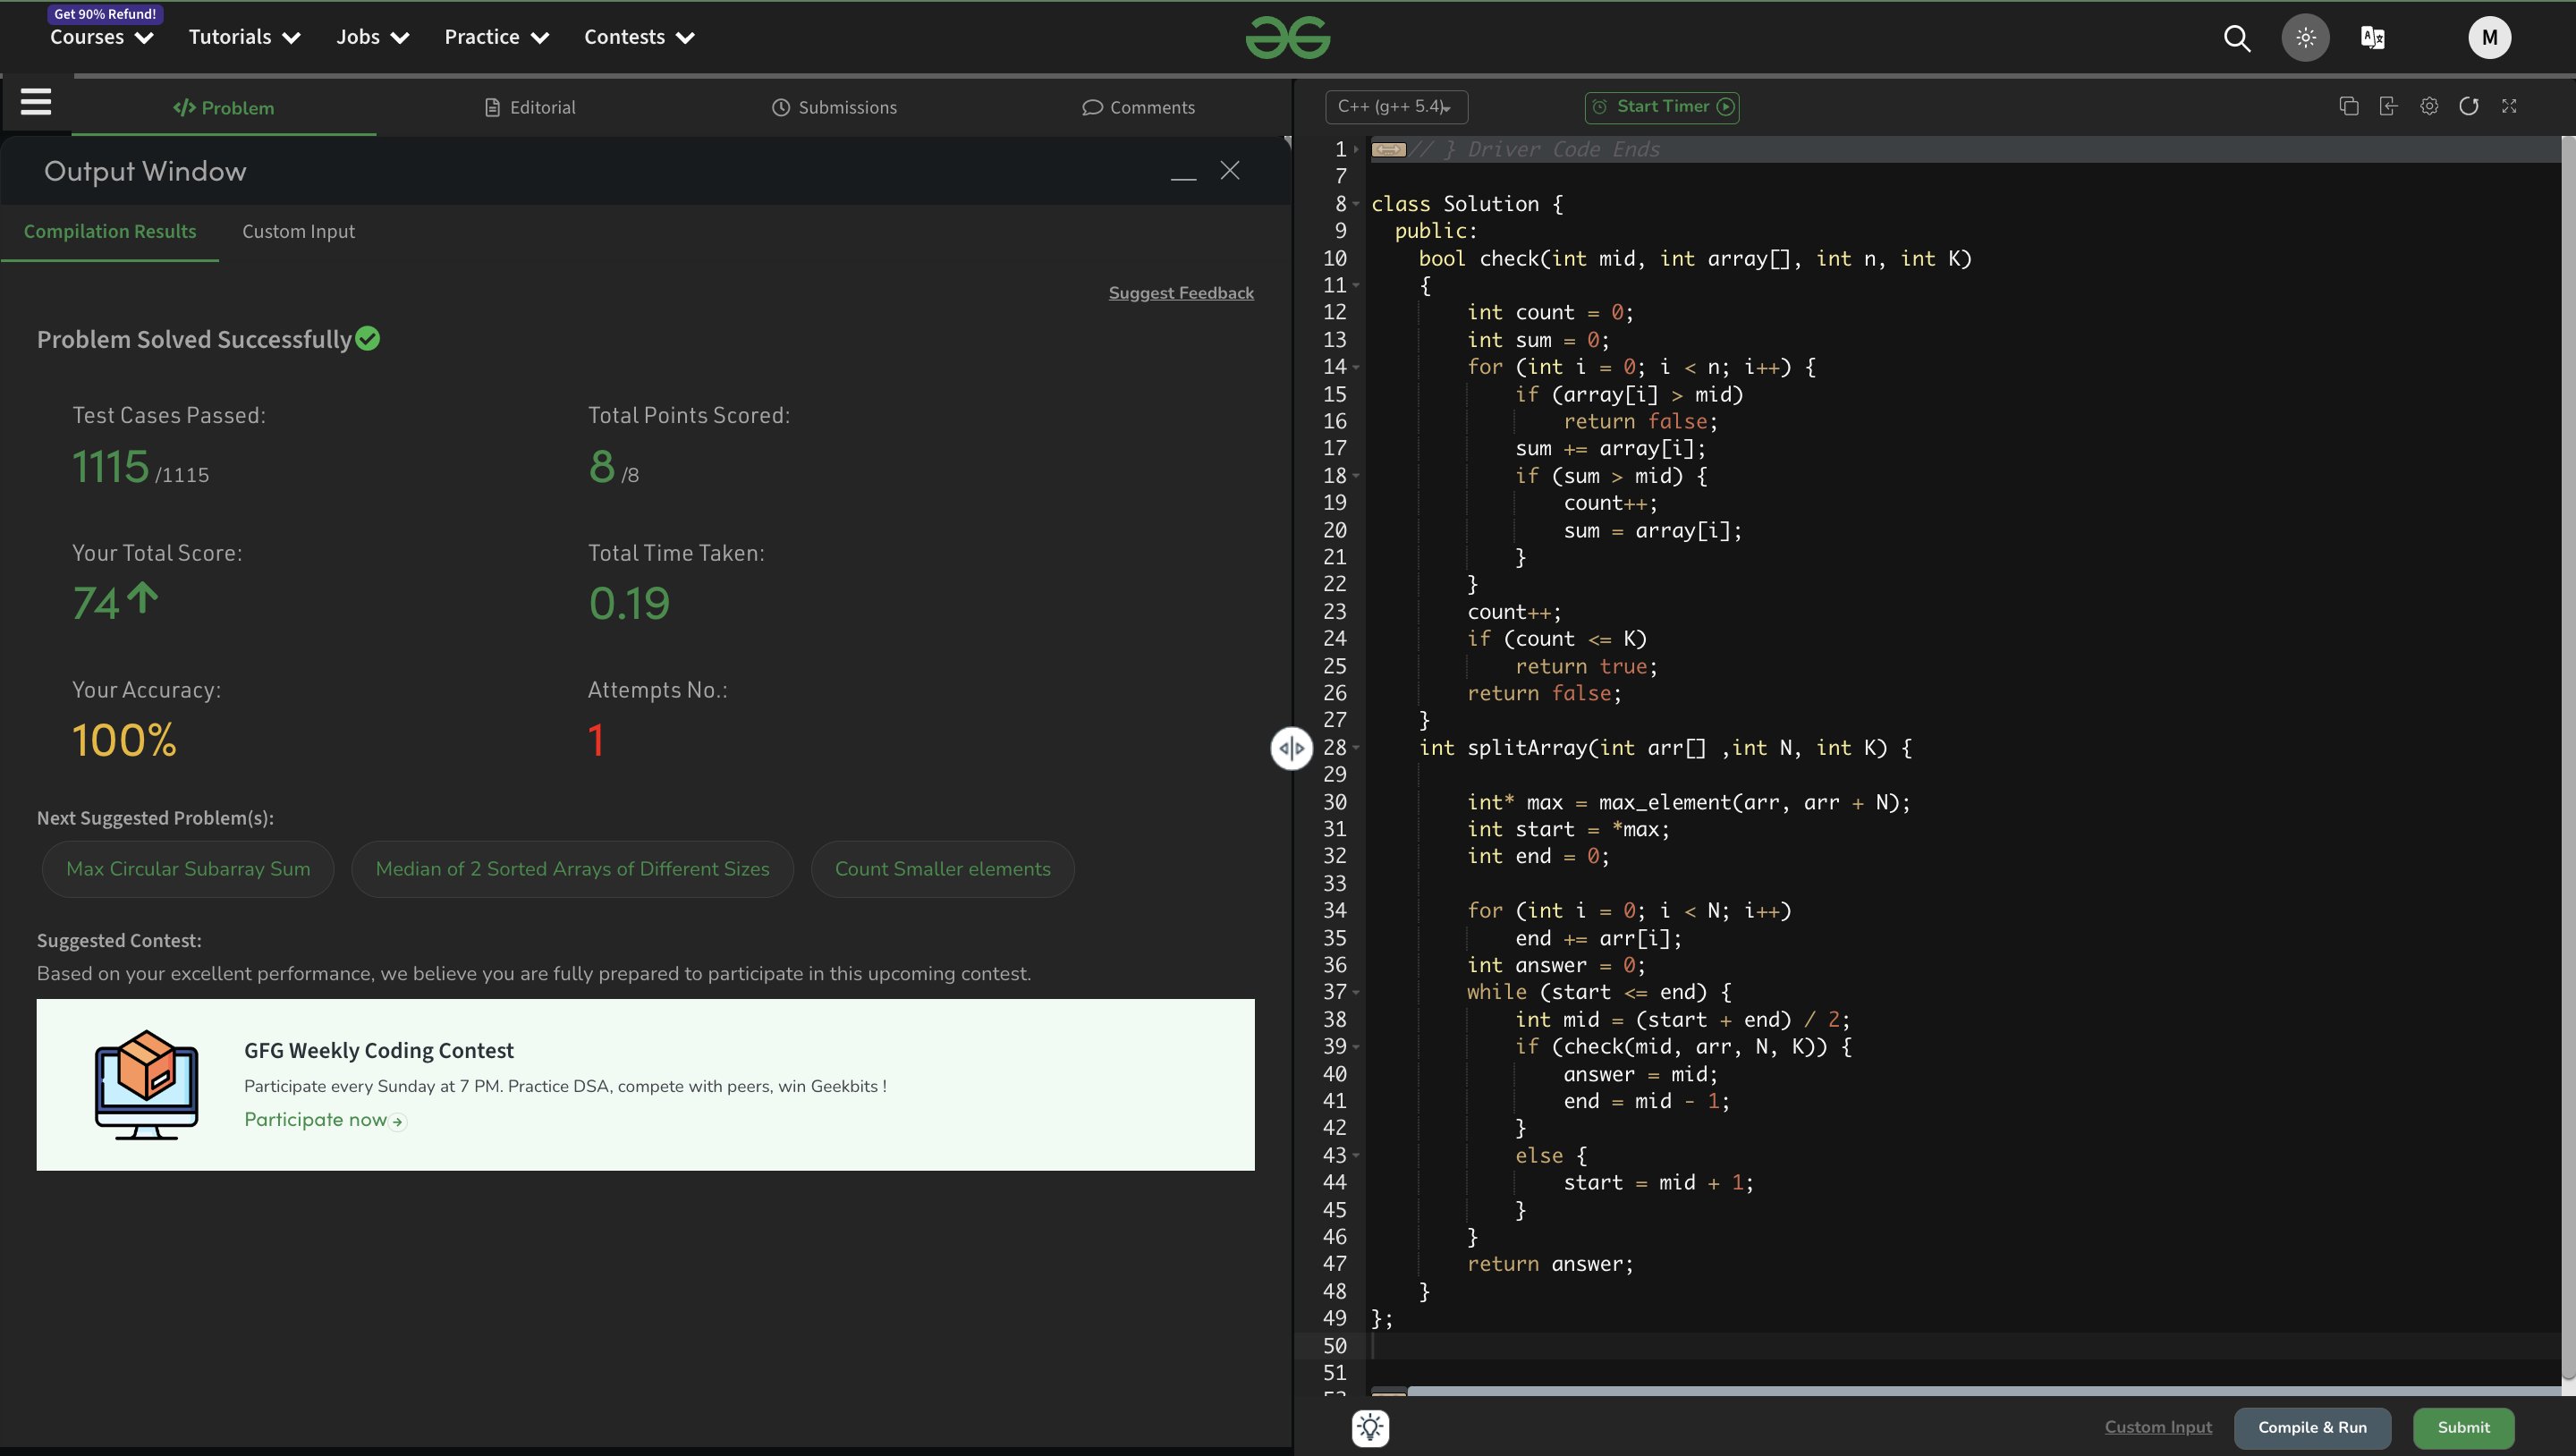 Get 90% Refund!
Courses Tutorials Jobs Practice Contests
M
Problem Editorial Submissions Comments
Output Window
Compilation Results Custom Input
Suggest Feedback
Problem Solved Successfully
Test Cases Passed: Total Points Scored:
1115 /1115 8 /8
Your Total Score: Total Time Taken:
74 0.19
Your Accuracy: Attempts No.:
100% 1
Next Suggested Problem(s):
Max Circular Subarray Sum Median of 2 Sorted Arrays of Different Sizes Count Smaller elements
Suggested Contest:
Based on your excellent performance, we believe you are fully prepared to participate in this upcoming contest.
GFG Weekly Coding Contest
Participate every Sunday at 7 PM. Practice DSA, compete with peers, win Geekbits !
Participate now
C++ (g++ 5.4) Start Timer
1 // } Driver Code Ends
7
8 class Solution {
9 public:
10 bool check(int mid, int array[], int n, int K)
11 {
12 int count = 0;
13 int sum = 0;
14 for (int i = 0; i < n; i++) {
15 if (array[i] > mid)
16 return false;
17 sum += array[i];
18 if (sum > mid) {
19 count++;
20 sum = array[i];
21 }
22 }
23 count++;
24 if (count <= K)
25 return true;
26 return false;
27 }
28 int splitArray(int arr[] ,int N, int K) {
29
30 int* max = max_element(arr, arr + N);
31 int start = *max;
32 int end = 0;
33
34 for (int i = 0; i < N; i++)
35 end += arr[i];
36 int answer = 0;
37 while (start <= end) {
38 int mid = (start + end) / 2;
39 if (check(mid, arr, N, K)) {
40 answer = mid;
41 end = mid - 1;
42 }
43 else {
44 start = mid + 1;
45 }
46 }
47 return answer;
48 }
49 };
50
51
Custom Input Compile & Run Submit